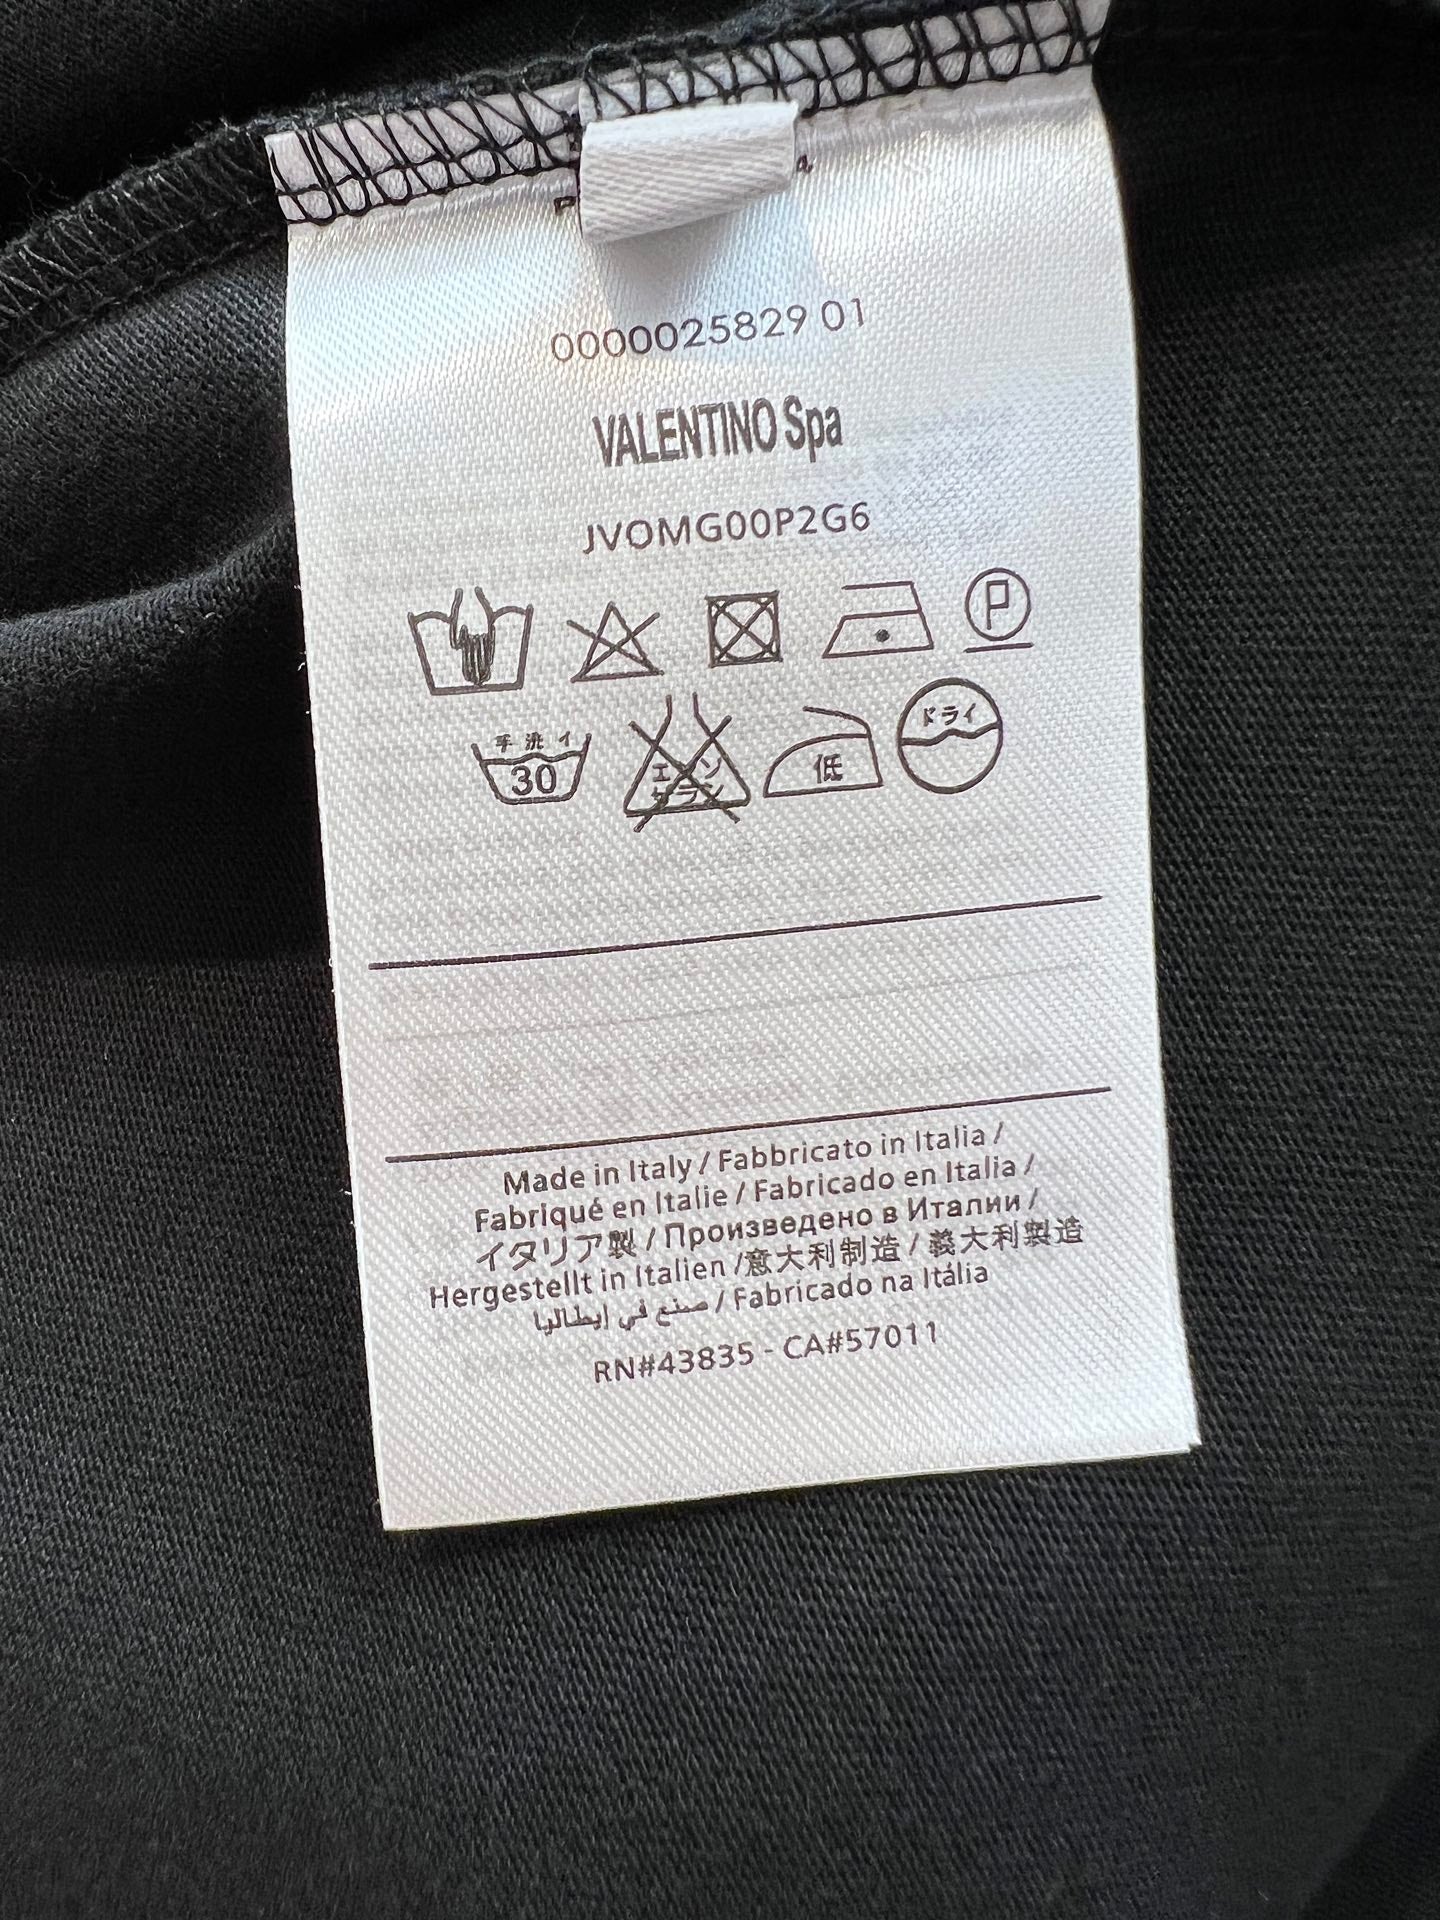 0000025829 01
VALENTINO Spa
JVOMG00P2G6
P
手洗イ
30
エンソ
サラン
低
ドライ
Made in Italy / Fabbricato in Italia /
Fabriqué en Italie / Fabricado en Italia /
イタリア製 / Произведено в Италии /
Hergestellt in Italien /意大利制造 / 義大利製造
صنع في إيطاليا / Fabricado na Itália
RN#43835 - CA#57011